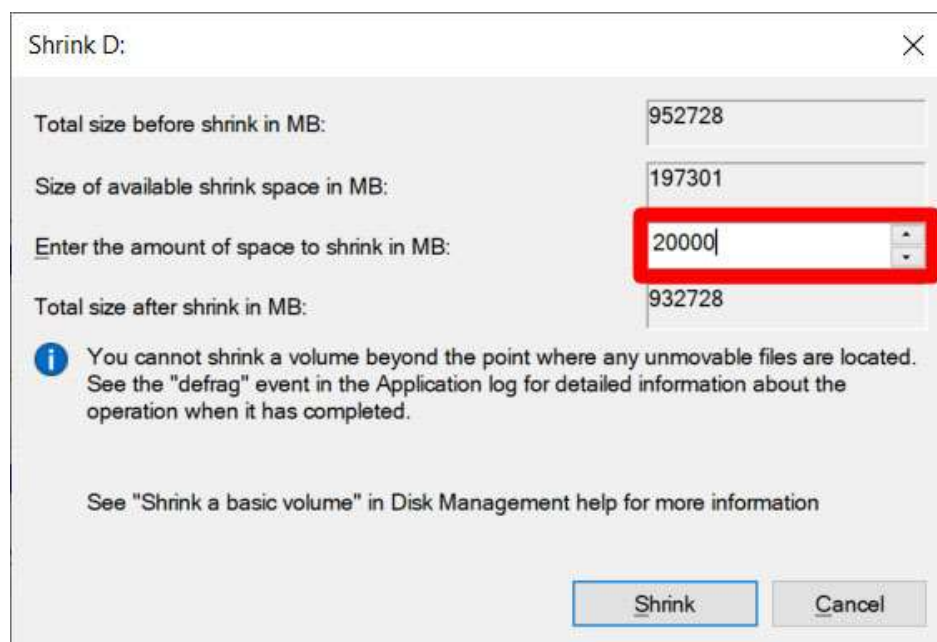 Shrink D:
Total size before shrink in MB: 952728
Size of available shrink space in MB: 197301
Enter the amount of space to shrink in MB: 20000
Total size after shrink in MB: 932728
You cannot shrink a volume beyond the point where any unmovable files are located.
See the "defrag" event in the Application log for detailed information about the
operation when it has completed.
See "Shrink a basic volume" in Disk Management help for more information
Shrink Cancel